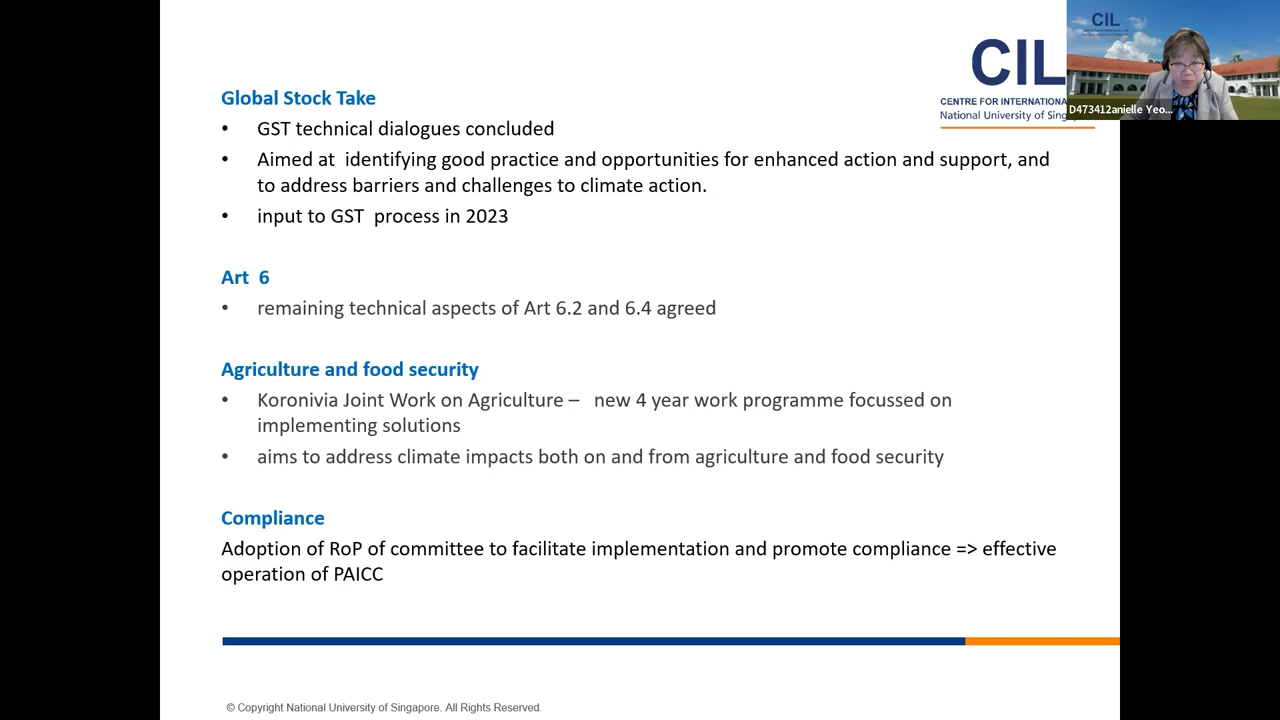 CIL
CIL
CENTRE FOR INTERNATIONA
National University of Sing
D473412anielle Yeo...
Global Stock Take
• GST technical dialogues concluded
• Aimed at identifying good practice and opportunities for enhanced action and support, and
to address barriers and challenges to climate action.
• input to GST process in 2023
Art 6
• remaining technical aspects of Art 6.2 and 6.4 agreed
Agriculture and food security
• Koronivia Joint Work on Agriculture – new 4 year work programme focussed on
implementing solutions
• aims to address climate impacts both on and from agriculture and food security
Compliance
Adoption of RoP of committee to facilitate implementation and promote compliance => effective
operation of PAICC
© Copyright National University of Singapore. All Rights Reserved.